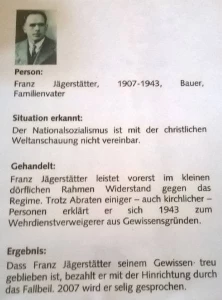 Person:
Franz Jägerstätter, 1907-1943, Bauer,
Familienvater
Situation erkannt:
Der Nationalsozialismus ist mit der christlichen
Weltanschauung nicht vereinbar.
Gehandelt:
Franz Jägerstätter leistet vorerst im kleinen
dörflichen Rahmen Widerstand gegen das
Regime. Trotz Abraten einiger – auch kirchlicher –
Personen erklärt er sich 1943 zum
Wehrdienstverweigerer aus Gewissensgründen.
Ergebnis:
Dass Franz Jägerstätter seinem Gewissen treu
geblieben ist, bezahlt er mit der Hinrichtung durch
das Fallbeil. 2007 wird er selig gesprochen.